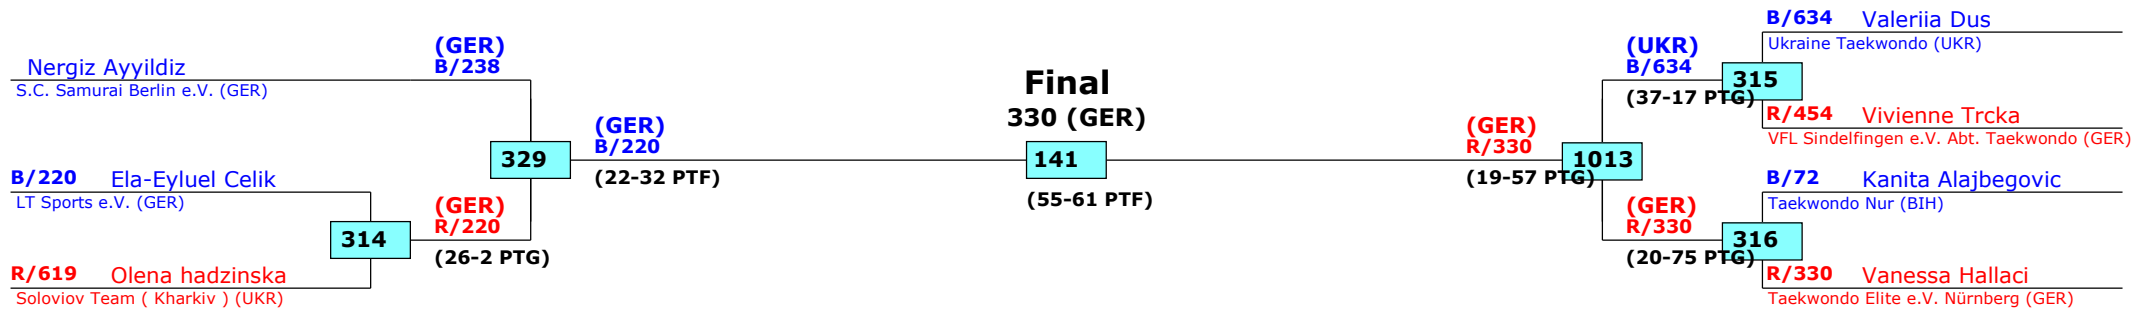 Nergiz Ayyildiz
S.C. Samurai Berlin e.V. (GER)
B/220 Ela-Eyluel Celik
LT Sports e.V. (GER)
314
R/619 Olena hadzinska
Soloviov Team ( Kharkiv ) (UKR)
(GER)
B/238
329
(GER)
R/220
(26-2 PTG)
(GER)
B/220
(22-32 PTF)
Final
330 (GER)
141
(55-61 PTF)
(GER)
R/330
(19-57 PTG)
1013
(UKR)
B/634
(37-17 PTG)
(GER)
R/330
(20-75 PTG)
B/634 Valeriia Dus
Ukraine Taekwondo (UKR)
315
R/454 Vivienne Trcka
VFL Sindelfingen e.V. Abt. Taekwondo (GER)
B/72 Kanita Alajbegovic
Taekwondo Nur (BIH)
316
R/330 Vanessa Hallaci
Taekwondo Elite e.V. Nürnberg (GER)